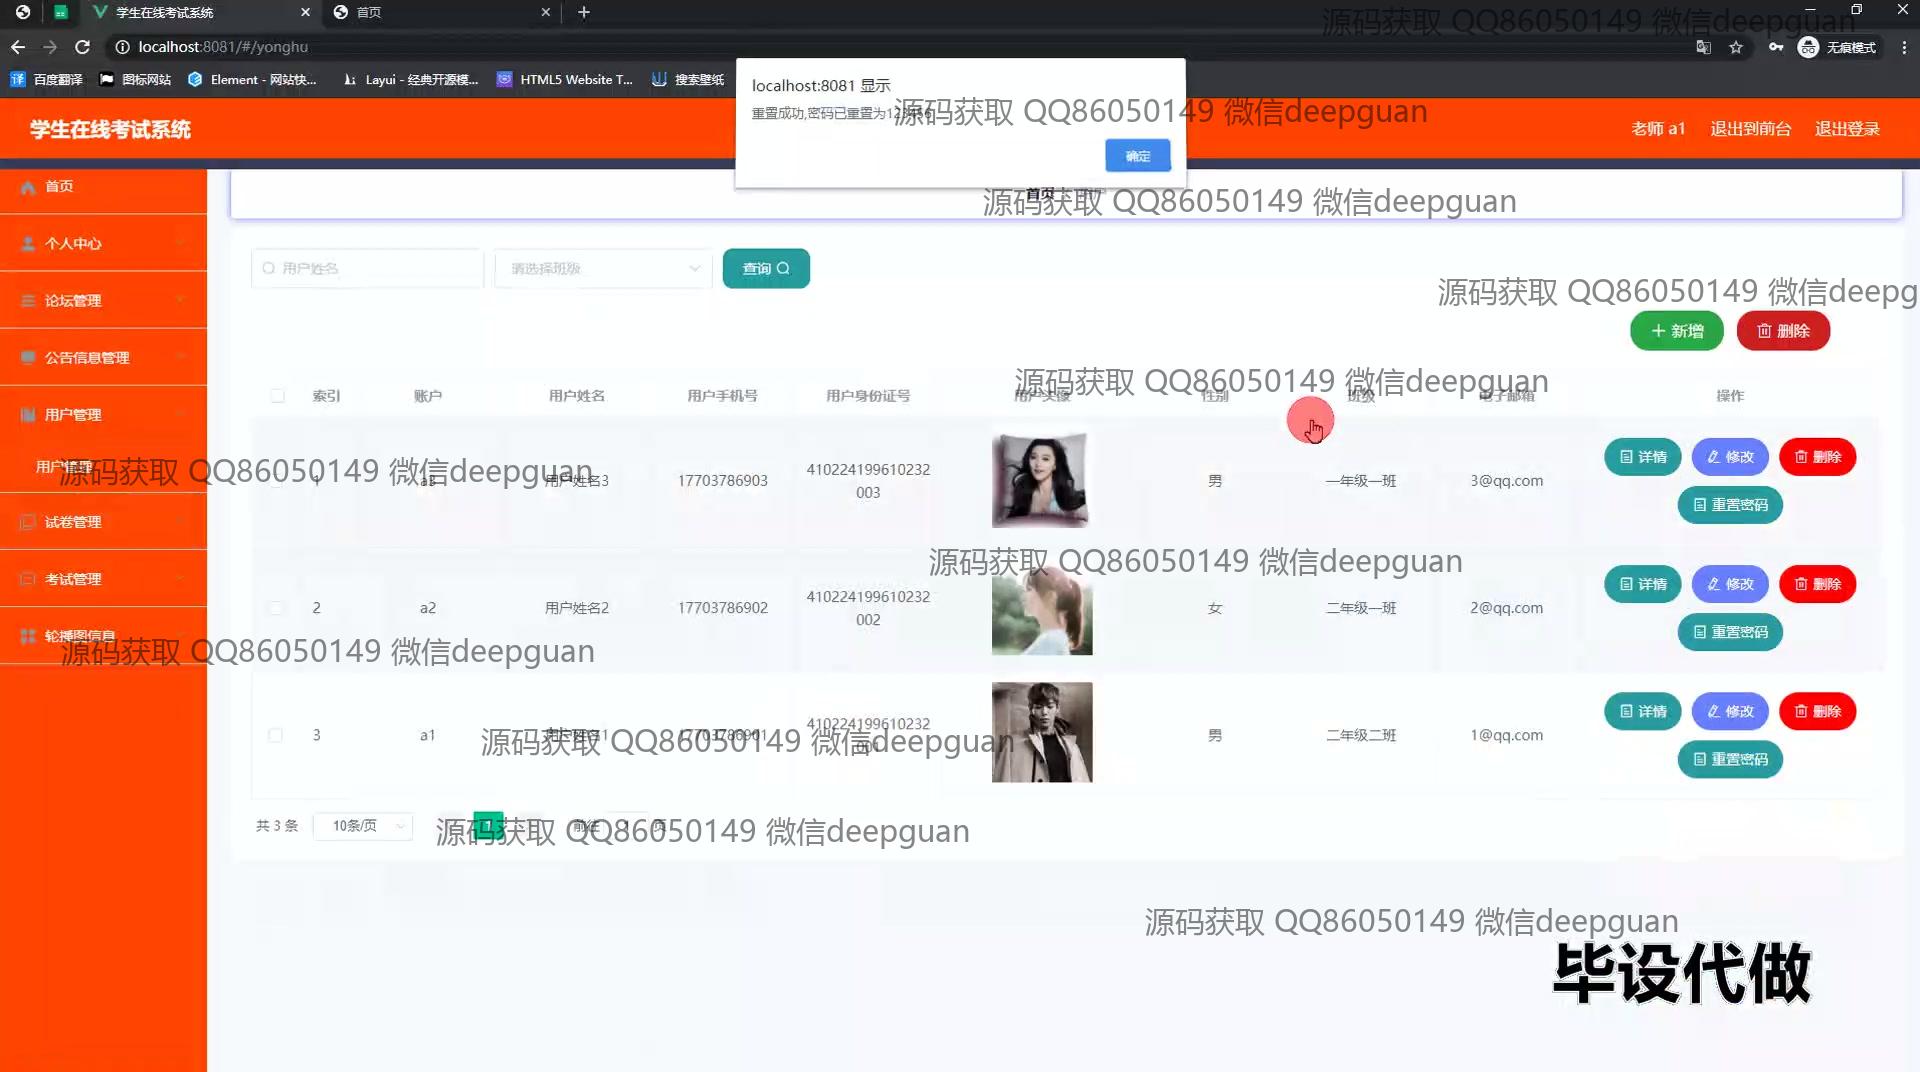 学生在线考试系统
首页
localhost:8081/#/yonghu
无痕模式
百度翻译
图标网站
Element - 网站快...
Layui - 经典开源模...
HTML5 Website T...
搜索壁纸
localhost:8081 显示
重置成功,密码已重置为123456
确定
学生在线考试系统
老师 a1
退出到前台
退出登录
首页
个人中心
论坛管理
公告信息管理
用户管理
用户管理
试卷管理
考试管理
轮播图信息
首页
用户姓名
请选择班级
查询
新增
删除
索引 账户 用户姓名 用户手机号 用户身份证号 用户头像 性别 班级 电子邮箱 操作
1 a3 用户姓名3 17703786903 410224199610232003 男 一年级一班 3@qq.com
详情 修改 删除
重置密码
2 a2 用户姓名2 17703786902 410224199610232002 女 二年级一班 2@qq.com
详情 修改 删除
重置密码
3 a1 用户姓名1 17703786901 410224199610232001 男 二年级二班 1@qq.com
详情 修改 删除
重置密码
共 3 条
10条/页
1
前往 1 页
源码获取 QQ86050149 微信deepguan
源码获取 QQ86050149 微信deepguan
源码获取 QQ86050149 微信deepguan
源码获取 QQ86050149 微信deepg
源码获取 QQ86050149 微信deepguan
源码获取 QQ86050149 微信deepguan
源码获取 QQ86050149 微信deepguan
源码获取 QQ86050149 微信deepguan
源码获取 QQ86050149 微信deepguan
源码获取 QQ86050149 微信deepguan
源码获取 QQ86050149 微信deepguan
毕设代做